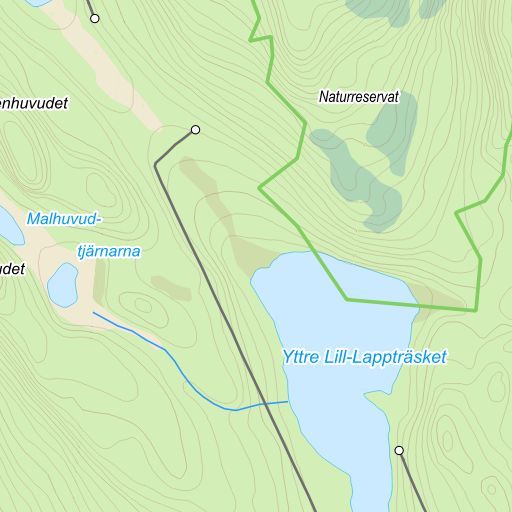 Naturreservat
enhuvudet
Malhuvud-
tjärnarna
udet
Yttre Lill-Lappträsket